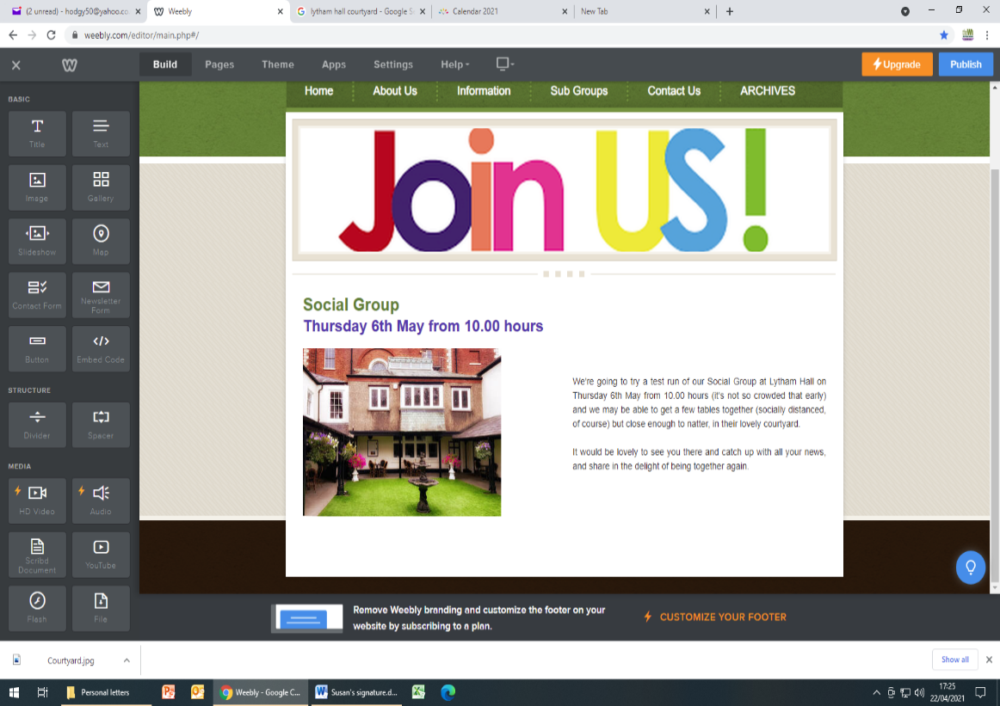 (2 unread) - hodgy50@yahoo.co
Weebly
lytham hall courtyard - Google S
Calendar 2021
New Tab
weebly.com/editor/main.php#/
Build
Pages
Theme
Apps
Settings
Help
Upgrade
Publish
Home
About Us
Information
Sub Groups
Contact Us
ARCHIVES
BASIC
Title
Text
Image
Gallery
Slideshow
Map
Contact Form
Newsletter
Form
Button
Embed Code
STRUCTURE
Divider
Spacer
MEDIA
HD Video
Audio
Scribd
Document
YouTube
Flash
File
Join US!
Social Group
Thursday 6th May from 10.00 hours
We're going to try a test run of our Social Group at Lytham Hall on
Thursday 6th May from 10.00 hours (it's not so crowded that early)
and we may be able to get a few tables together (socially distanced,
of course) but close enough to natter, in their lovely courtyard.
It would be lovely to see you there and catch up with all your news,
and share in the delight of being together again.
Remove Weebly branding and customize the footer on your
website by subscribing to a plan.
CUSTOMIZE YOUR FOOTER
Courtyard.jpg
Show all
Personal letters
Weebly - Google C...
Susan's signature.d...
17:25
22/04/2021